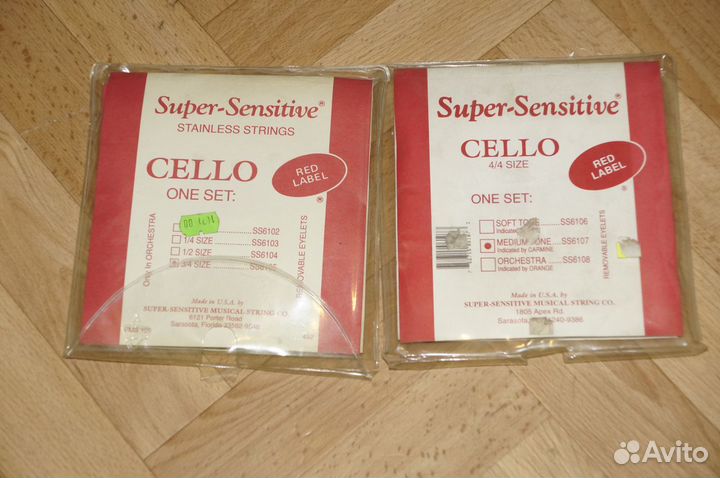 Super-Sensitive®
STAINLESS STRINGS
CELLO
RED
LABEL
®
ONE SET:
Only in ORCHESTRA
SS6102
1/4 SIZE SS6103
1/2 SIZE SS6104
3/4 SIZE
REMOVABLE EYELETS
Made in U.S.A. by
SUPER-SENSITIVE MUSICAL STRING CO.
6121 Porter Road
Sarasota, Florida
Super-Sensitive®
CELLO
4/4 SIZE
RED
LABEL
®
ONE SET:
SOFT SS6106
Indicated
MEDIUM SS6107
Indicated by CARMINE
ORCHESTRA SS6108
Indicated by ORANGE
REMOVABLE EYELETS
Made in U.S.A. by
SUPER-SENSITIVE MUSICAL STRING CO.
1805 Apex Rd.
Sarasota,
Avito